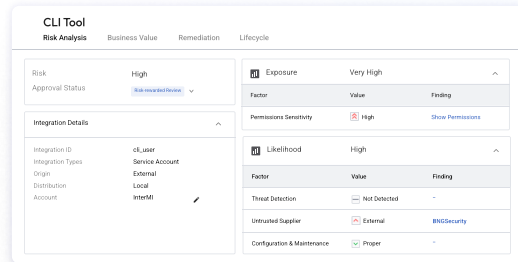 CLI Tool
Risk Analysis Business Value Remediation Lifecycle
Risk High
Approval Status Risk-rewarded Review
Integration Details
Integration ID cli_user
Integration Types Service Account
Origin External
Distribution Local
Account InterMI
Exposure Very High
Factor Value Finding
Permissions Sensitivity High Show Permissions
Likelihood High
Factor Value Finding
Threat Detection Not Detected -
Untrusted Supplier External BNGSecurity
Configuration & Maintenance Proper -